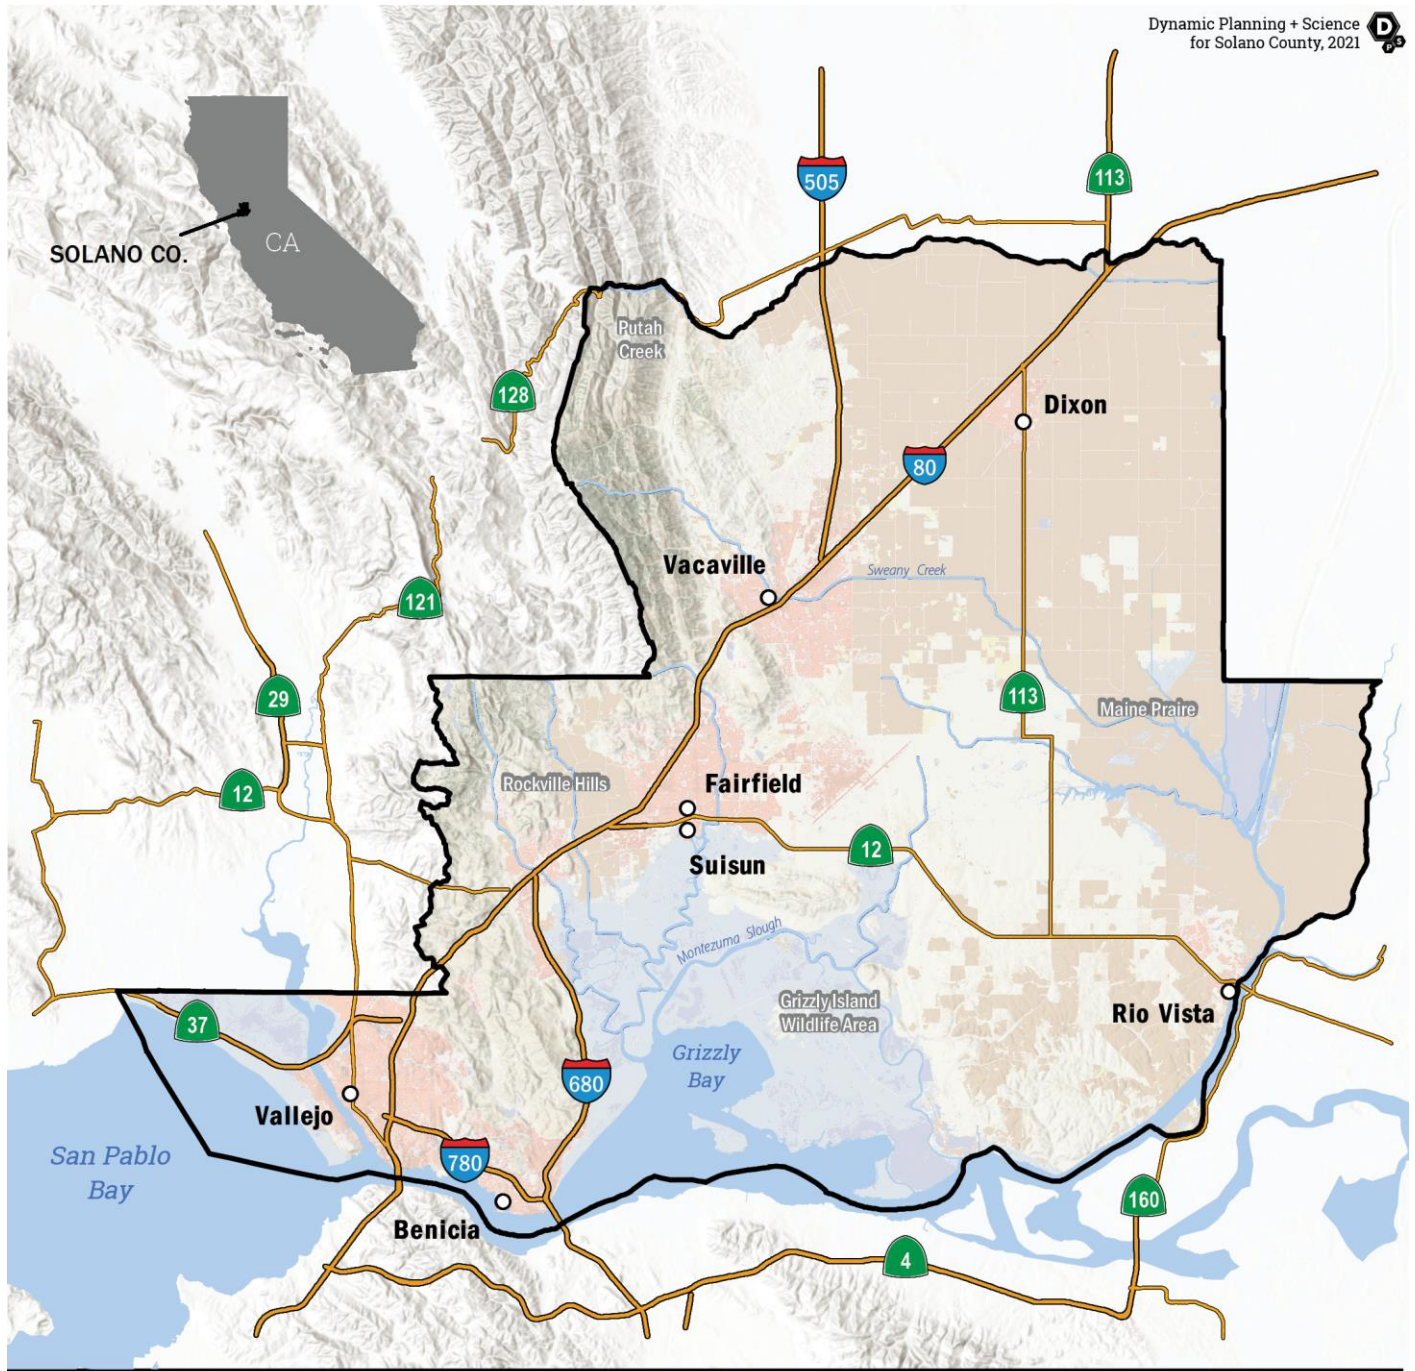 Dynamic Planning + Science
for Solano County, 2021
D
P
S
505
113
SOLANO CO.
CA
Putah
Creek
128
Dixon
80
Vacaville
Sweany Creek
121
29
113
Maine Praire
12
Rockville Hills
Fairfield
12
Suisun
Montezuma Slough
Grizzly Island
Wildlife Area
Rio Vista
37
Grizzly
Bay
680
Vallejo
San Pablo
Bay
780
Benicia
160
4